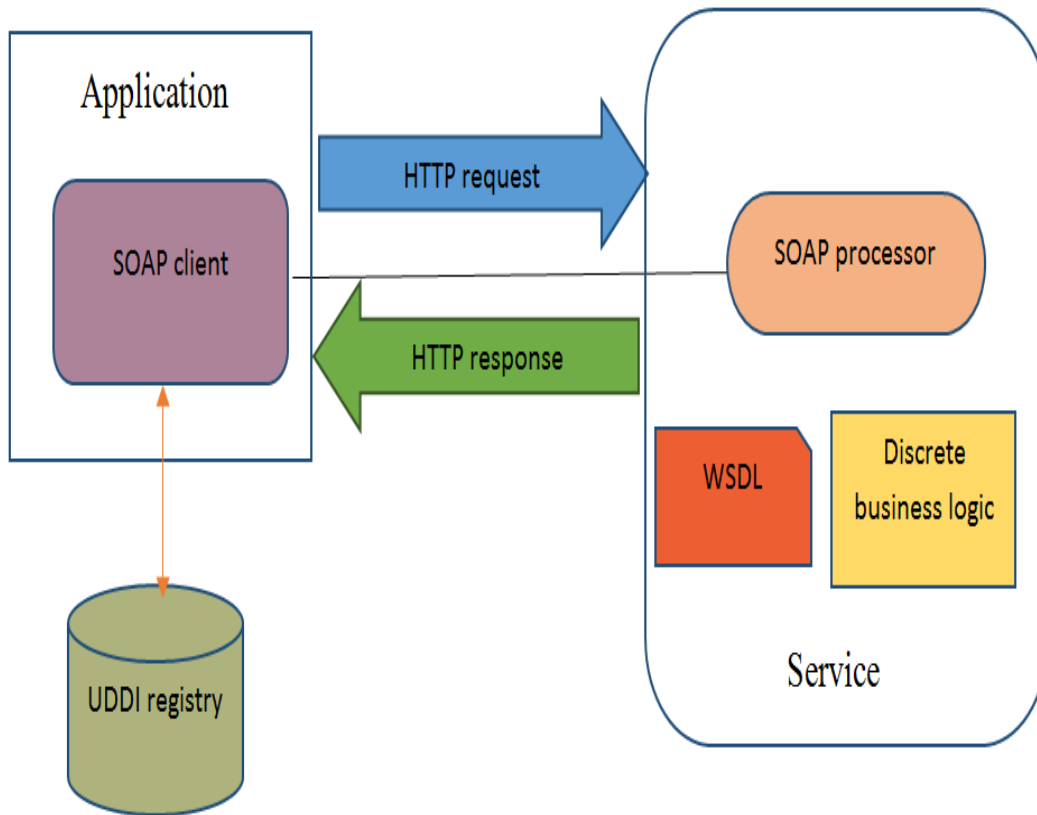 Application
HTTP request
SOAP client
SOAP processor
HTTP response
WSDL
Discrete
business logic
UDDI registry
Service